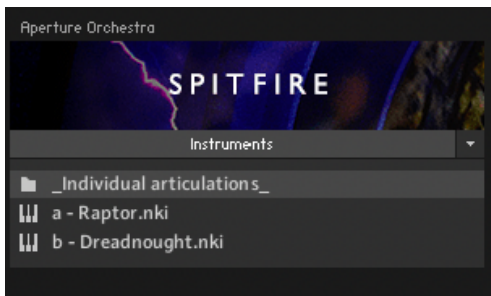 Aperture Orchestra
SPITFIRE
Instruments
_Individual articulations_
a - Raptor.nki
b - Dreadnought.nki